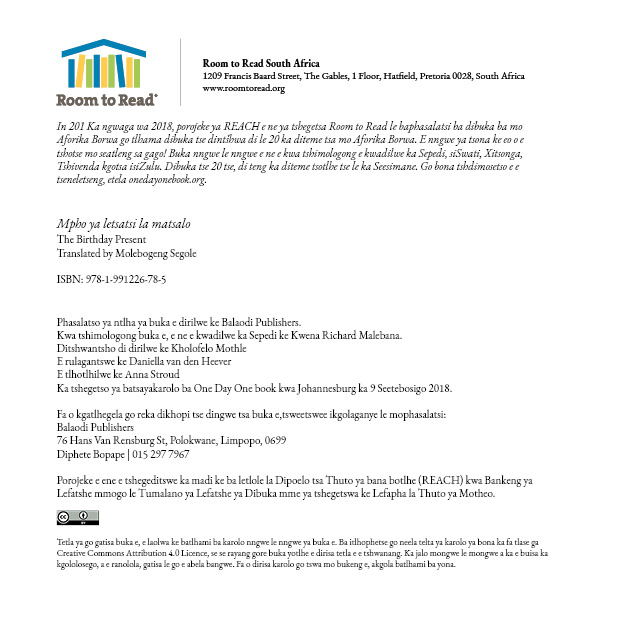 Room to Read®
Room to Read South Africa
1209 Francis Baard Street, The Gables, 1 Floor, Hatfield, Pretoria 0028, South Africa
www.roomtoread.org
In 201 Ka ngwaga wa 2018, porojeke ya REACH e ne ya tshegetsa Room to Read le baphasalatsi ba dibuka ba mo
Aforika Borwa go tlhama dibuka tse dintšhwa di le 20 ka diteme tsa mo Aforika Borwa. E nngwe ya tsona ke eo o e
tshotse mo seatleng sa gago! Buka nngwe le nngwe e ne e kwa tshimologong e kwadilwe ka Sepedi, siSwati, Xitsonga,
Tshivenda kgotsa isiZulu. Dibuka tse 20 tse, di teng ka diteme tsotlhe tse le ka Seesimane. Go bona tshdimosetso e e
tseneletseng, etela onedayonebook.org.
Mpho ya letsatsi la matsalo
The Birthday Present
Translated by Molebogeng Segole
ISBN: 978-1-991226-78-5
Phasalatso ya ntlha ya buka e dirilwe ke Balaodi Publishers.
Kwa tshimologong buka e, e ne e kwadilwe ka Sepedi ke Kwena Richard Malebana.
Ditshwantsho di dirilwe ke Kholofelo Mothle
E rulagantswe ke Daniella van den Heever
E tlhotlhilwe ke Anna Stroud
Ka tshegetso ya batsayakarolo ba One Day One book kwa Johannesburg ka 9 Seetebosigo 2018.
Fa o kgatlhegela go reka dikhopi tse dingwe tsa buka e,tsweetswee ikgolaganye le mophasalatsi:
Balaodi Publishers
76 Hans Van Rensburg St, Polokwane, Limpopo, 0699
Diphete Bopape | 015 297 7967
Porojeke e ene e tshegeditswe ka madi ke ba letlole la Dipoelo tsa Thuto ya bana botlhe (REACH) kwa Bankeng ya
Lefatshe mmogo le Tumalano ya Lefatshe ya Dibuka mme ya tshegetswa ke Lefapha la Thuto ya Motheo.
cc BY
Tetla ya go gatisa buka e, e laolwa ke batlhami ba karolo nngwe le nngwe ya buka e. Ba itlhophetse go neela telta ya karolo ya bona ka fa tlase ga
Creative Commons Attribution 4.0 Licence, se se rayang gore buka yotlhe e dirisa tetla e e tshwanang. Ka jalo mongwe le mongwe a ka e buisa ka
kgololosego, a e ranolola, gatisa le go e abela bangwe. Fa o dirisa karolo go tswa mo bukeng e, akgola batlhami ba yona.